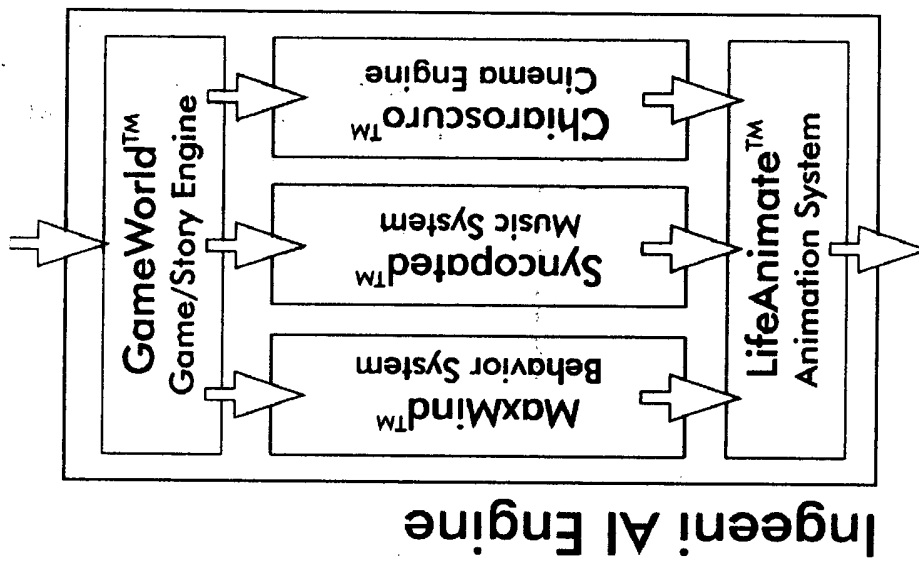 Ingeeni AI Engine
LifeAnimate™
Animation System
MaxMind™
Behavior System
Syncopated™
Music System
Chiaroscuro™
Cinema Engine
GameWorld™
Game/Story Engine